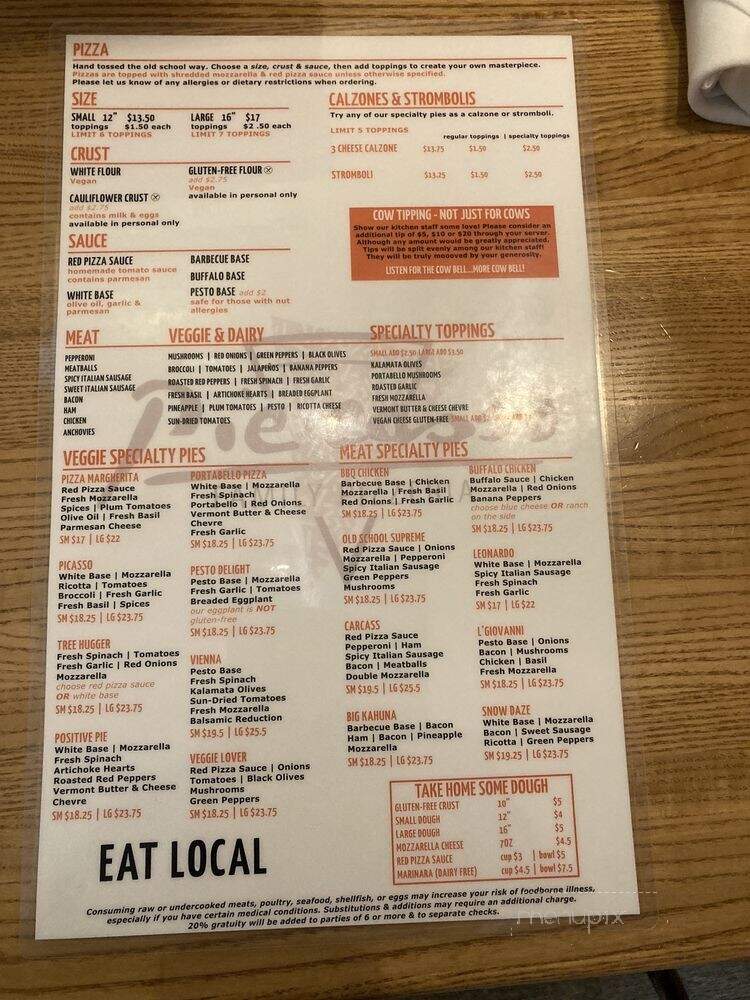 PIZZA
Hand tossed the old school way. Choose a size, crust & sauce, then add toppings to create your own masterpiece.
Pizzas are topped with shredded mozzarella & red pizza sauce unless otherwise specified.
Please let us know of any allergies or dietary restrictions when ordering.
SIZE
SMALL 12" $13.50
toppings $1.50 each
LIMIT 6 TOPPINGS
LARGE 16" $17
toppings $2 .50 each
LIMIT 7 TOPPINGS
CRUST
WHITE FLOUR
Vegan
CAULIFLOWER CRUST
add $2.75
contains milk & eggs
available in personal only
GLUTEN-FREE FLOUR
add $2.75
Vegan
available in personal only
SAUCE
RED PIZZA SAUCE
homemade tomato sauce
contains parmesan
WHITE BASE
olive oil, garlic &
parmesan
BARBECUE BASE
BUFFALO BASE
PESTO BASE add $2
safe for those with nut
allergies
CALZONES & STROMBOLIS
Try any of our specialty pies as a calzone or stromboli.
LIMIT 5 TOPPINGS
regular toppings | specialty toppings
3 CHEESE CALZONE $13.75 $1.50 $2.50
STROMBOLI $13.25 $1.50 $2.50
COW TIPPING - NOT JUST FOR COWS
Show our kitchen staff some love! Please consider an
additional tip of $5, $10 or $20 through your server.
Although any amount would be greatly appreciated.
Tips will be split evenly among our kitchen staff!
They will be truly moooved by your generosity.
LISTEN FOR THE COW BELL...MORE COW BELL!
MEAT
PEPPERONI
MEATBALLS
SPICY ITALIAN SAUSAGE
SWEET ITALIAN SAUSAGE
BACON
HAM
CHICKEN
ANCHOVIES
VEGGIE & DAIRY
MUSHROOMS | RED ONIONS | GREEN PEPPERS | BLACK OLIVES
BROCCOLI | TOMATOES | JALAPEÑOS | BANANA PEPPERS
ROASTED RED PEPPERS | FRESH SPINACH | FRESH GARLIC
FRESH BASIL | ARTICHOKE HEARTS | BREADED EGGPLANT
PINEAPPLE | PLUM TOMATOES | PESTO | RICOTTA CHEESE
SUN-DRIED TOMATOES
SPECIALTY TOPPINGS
SMALL ADD $2.50 LARGE ADD $3.50
KALAMATA OLIVES
PORTABELLO MUSHROOMS
ROASTED GARLIC
FRESH MOZZARELLA
VERMONT BUTTER & CHEESE CHEVRE
VEGAN CHEESE GLUTEN-FREE SMALL ADD
VEGGIE SPECIALTY PIES
PIZZA MARGHERITA
Red Pizza Sauce
Fresh Mozzarella
Spices | Plum Tomatoes
Olive Oil | Fresh Basil
Parmesan Cheese
SM $17 | LG $22
PICASSO
White Base | Mozzarella
Ricotta | Tomatoes
Broccoli | Fresh Garlic
Fresh Basil | Spices
SM $18.25 | LG $23.75
TREE HUGGER
Fresh Spinach | Tomatoes
Fresh Garlic | Red Onions
Mozzarella
choose red pizza sauce
OR white base
SM $18.25 | LG $23.75
POSITIVE PIE
White Base | Mozzarella
Fresh Spinach
Artichoke Hearts
Roasted Red Peppers
Vermont Butter & Cheese
Chevre
SM $18.25 | LG $23.75
PORTABELLO PIZZA
White Base | Mozzarella
Fresh Spinach
Portabello | Red Onions
Vermont Butter & Cheese
Chevre
Fresh Garlic
SM $18.25 | LG $23.75
PESTO DELIGHT
Pesto Base | Mozzarella
Fresh Garlic | Tomatoes
Breaded Eggplant
our eggplant is NOT
gluten-free
SM $18.25 | LG $23.75
VIENNA
Pesto Base
Fresh Spinach
Kalamata Olives
Sun-Dried Tomatoes
Fresh Mozzarella
Balsamic Reduction
SM $19.5 | LG $25.5
VEGGIE LOVER
Red Pizza Sauce | Onions
Tomatoes | Black Olives
Mushrooms
Green Peppers
SM $18.25 | LG $23.75
MEAT SPECIALTY PIES
BBQ CHICKEN
Barbecue Base | Chicken
Mozzarella | Fresh Basil
Red Onions | Fresh Garlic
SM $18.25 | LG $23.75
OLD SCHOOL SUPREME
Red Pizza Sauce | Onions
Mozzarella | Pepperoni
Spicy Italian Sausage
Green Peppers
Mushrooms
SM $18.25 | LG $23.75
CARCASS
Red Pizza Sauce
Pepperoni | Ham
Spicy Italian Sausage
Bacon | Meatballs
Double Mozzarella
SM $19.5 | LG $25.5
BIG KAHUNA
Barbecue Base | Bacon
Ham | Bacon | Pineapple
Mozzarella
SM $18.25 | LG $23.75
BUFFALO CHICKEN
Buffalo Sauce | Chicken
Mozzarella | Red Onions
Banana Peppers
choose blue cheese OR ranch
on the side
SM $18.25 | LG $23.75
LEONARDO
White Base | Mozzarella
Spicy Italian Sausage
Fresh Spinach
Fresh Garlic
SM $17 | LG $22
L'GIOVANNI
Pesto Base | Onions
Bacon | Mushrooms
Chicken | Basil
Fresh Mozzarella
SM $18.25 | LG $23.75
SNOW DAZE
White Base | Mozzarella
Bacon | Sweet Sausage
Ricotta | Green Peppers
SM $19.25 | LG $23.75
TAKE HOME SOME DOUGH
GLUTEN-FREE CRUST 10" $5
SMALL DOUGH 12" $4
LARGE DOUGH 16" $5
MOZZARELLA CHEESE 7OZ $4.5
RED PIZZA SAUCE cup $3 | bowl $5
MARINARA (DAIRY FREE) cup $4.5 | bowl $7.5
EAT LOCAL
Consuming raw or undercooked meats, poultry, seafood, shellfish, or eggs may increase your risk of foodborne illness,
especially if you have certain medical conditions. Substitutions & additions may require an additional charge.
20% gratuity will be added to parties of 6 or more & to separate checks.
menupix